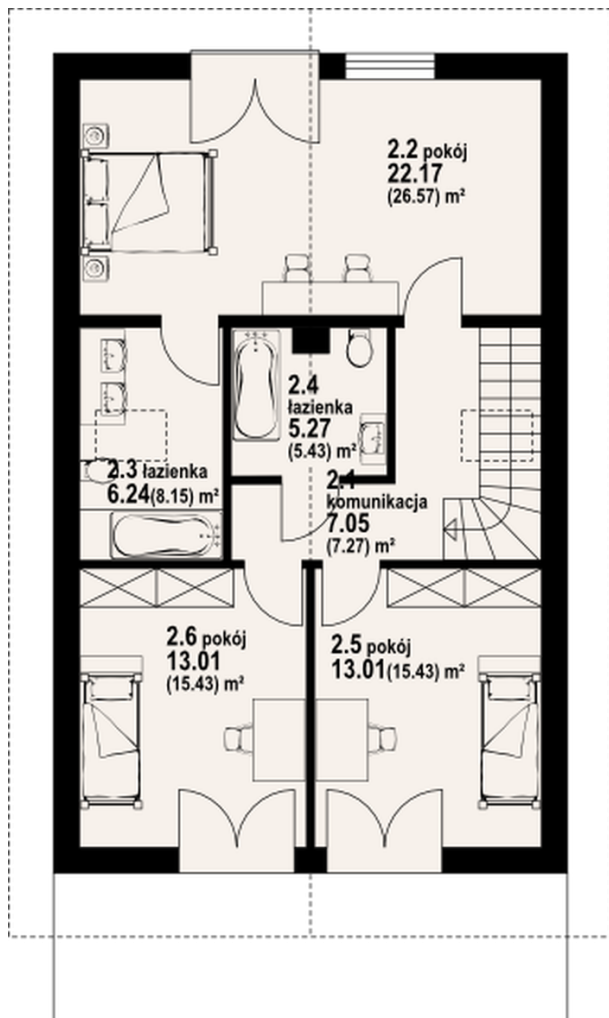 2.2 pokój
22.17
(26.57) m²
2.4
łazienka
5.27
(5.43) m²
2.3 łazienka
6.24(8.15) m²
2.1
komunikacja
7.05
(7.27) m²
2.6 pokój
13.01
(15.43) m²
2.5 pokój
13.01(15.43) m²